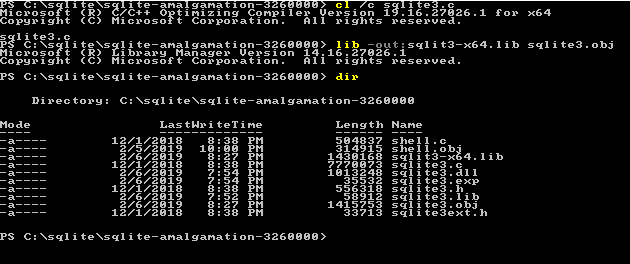 PS C:\sqlite\sqlite-amalgamation-3260000> cl /c sqlite3.c
Microsoft (R) C/C++ Optimizing Compiler Version 19.16.27026.1 for x64
Copyright (C) Microsoft Corporation. All rights reserved.
sqlite3.c
PS C:\sqlite\sqlite-amalgamation-3260000> lib -out:sqlit3-x64.lib sqlite3.obj
Microsoft (R) Library Manager Version 14.16.27026.1
Copyright (C) Microsoft Corporation. All rights reserved.
PS C:\sqlite\sqlite-amalgamation-3260000> dir
Directory: C:\sqlite\sqlite-amalgamation-3260000
Mode LastWriteTime Length Name
---- ------------- ------ ----
-a---- 12/1/2018 8:38 PM 504837 shell.c
-a---- 2/5/2019 10:00 PM 314915 shell.obj
-a---- 2/6/2019 8:27 PM 1430168 sqlit3-x64.lib
-a---- 12/1/2018 8:38 PM 7770073 sqlite3.c
-a---- 2/6/2019 7:54 PM 1013248 sqlite3.dll
-a---- 2/6/2019 7:54 PM 35532 sqlite3.exp
-a---- 12/1/2018 8:38 PM 556318 sqlite3.h
-a---- 2/6/2019 7:52 PM 58912 sqlite3.lib
-a---- 2/6/2019 8:27 PM 1415753 sqlite3.obj
-a---- 12/1/2018 8:38 PM 33713 sqlite3ext.h
PS C:\sqlite\sqlite-amalgamation-3260000>